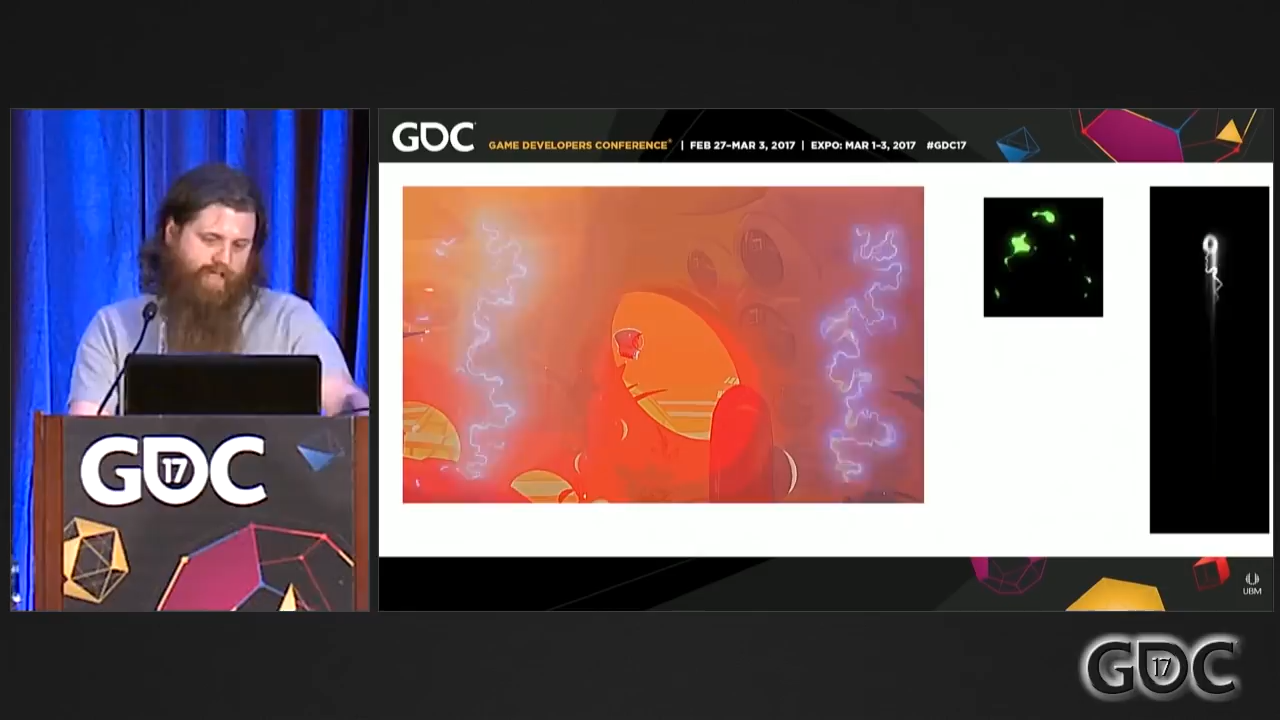 GDC GAME DEVELOPERS CONFERENCE® | FEB 27–MAR 3, 2017 | EXPO: MAR 1–3, 2017 #GDC17
GDC
17
UBM
GDC
17